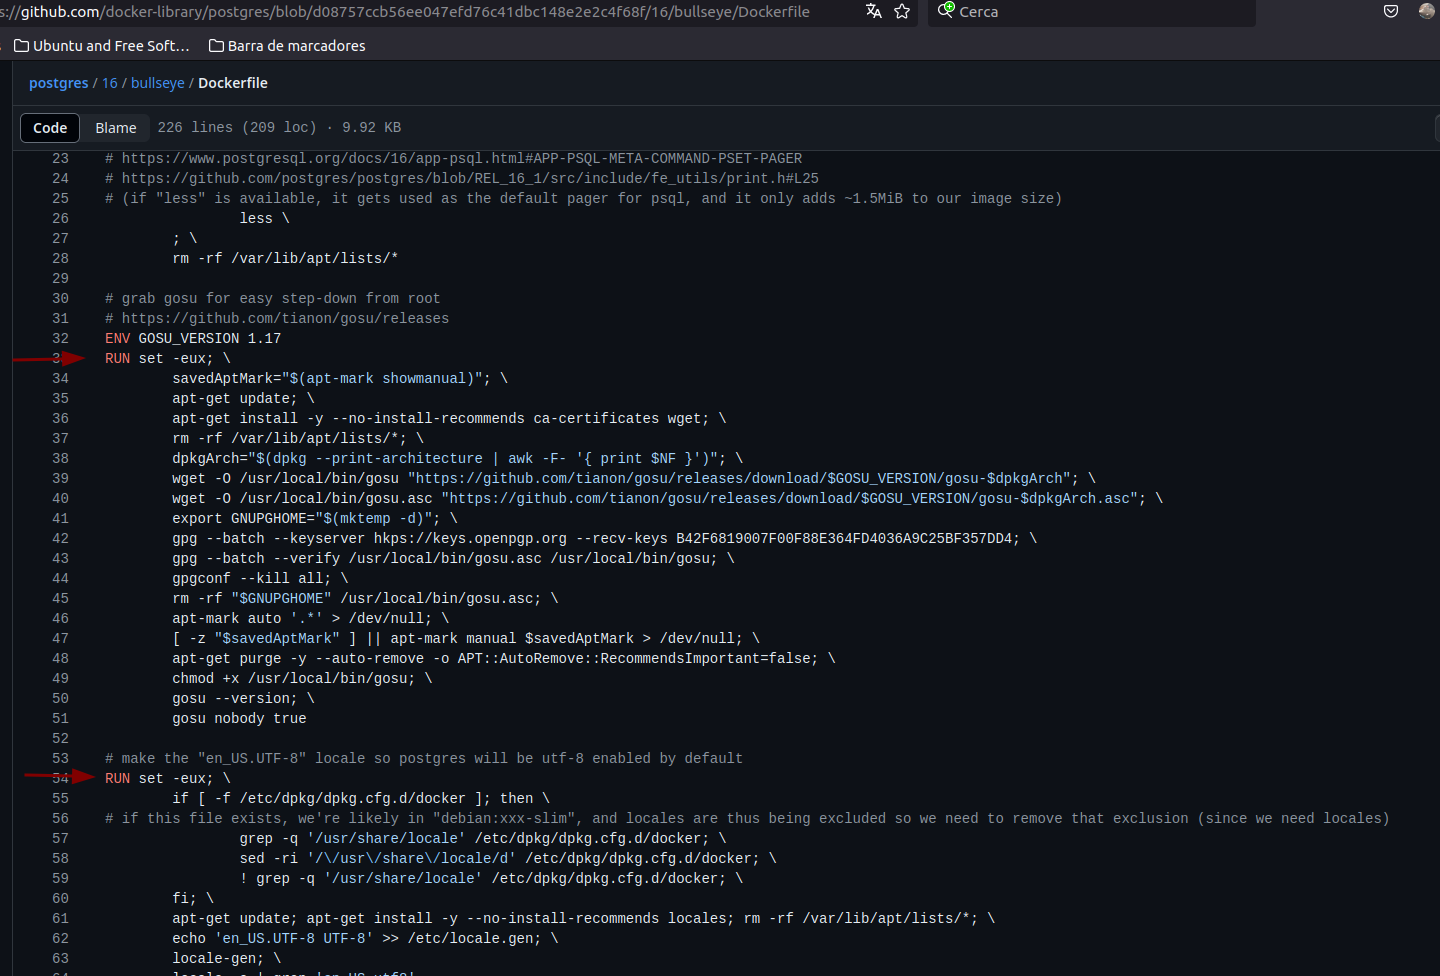 s://github.com/docker-library/postgres/blob/d08757ccb56ee047efd76c41dbc148e2e2c4f68f/16/bullseye/Dockerfile
Cerca
Ubuntu and Free Soft…
Barra de marcadores
postgres / 16 / bullseye / Dockerfile
Code Blame 226 lines (209 loc) · 9.92 KB
23 # https://www.postgresql.org/docs/16/app-psql.html#APP-PSQL-META-COMMAND-PSET-PAGER
24 # https://github.com/postgres/postgres/blob/REL_16_1/src/include/fe_utils/print.h#L25
25 # (if "less" is available, it gets used as the default pager for psql, and it only adds ~1.5MiB to our image size)
26 less \
27 ; \
28 rm -rf /var/lib/apt/lists/*
29
30 # grab gosu for easy step-down from root
31 # https://github.com/tianon/gosu/releases
32 ENV GOSU_VERSION 1.17
RUN set -eux; \
34 savedAptMark="$(apt-mark showmanual)"; \
35 apt-get update; \
36 apt-get install -y --no-install-recommends ca-certificates wget; \
37 rm -rf /var/lib/apt/lists/*; \
38 dpkgArch="$(dpkg --print-architecture | awk -F- '{ print $NF }')"; \
39 wget -O /usr/local/bin/gosu "https://github.com/tianon/gosu/releases/download/$GOSU_VERSION/gosu-$dpkgArch"; \
40 wget -O /usr/local/bin/gosu.asc "https://github.com/tianon/gosu/releases/download/$GOSU_VERSION/gosu-$dpkgArch.asc"; \
41 export GNUPGHOME="$(mktemp -d)"; \
42 gpg --batch --keyserver hkps://keys.openpgp.org --recv-keys B42F6819007F00F88E364FD4036A9C25BF357DD4; \
43 gpg --batch --verify /usr/local/bin/gosu.asc /usr/local/bin/gosu; \
44 gpgconf --kill all; \
45 rm -rf "$GNUPGHOME" /usr/local/bin/gosu.asc; \
46 apt-mark auto '.*' > /dev/null; \
47 [ -z "$savedAptMark" ] || apt-mark manual $savedAptMark > /dev/null; \
48 apt-get purge -y --auto-remove -o APT::AutoRemove::RecommendsImportant=false; \
49 chmod +x /usr/local/bin/gosu; \
50 gosu --version; \
51 gosu nobody true
52
53 # make the "en_US.UTF-8" locale so postgres will be utf-8 enabled by default
54 RUN set -eux; \
55 if [ -f /etc/dpkg/dpkg.cfg.d/docker ]; then \
56 # if this file exists, we're likely in "debian:xxx-slim", and locales are thus being excluded so we need to remove that exclusion (since we need locales)
57 grep -q '/usr/share/locale' /etc/dpkg/dpkg.cfg.d/docker; \
58 sed -ri '/\/usr\/share\/locale/d' /etc/dpkg/dpkg.cfg.d/docker; \
59 ! grep -q '/usr/share/locale' /etc/dpkg/dpkg.cfg.d/docker; \
60 fi; \
61 apt-get update; apt-get install -y --no-install-recommends locales; rm -rf /var/lib/apt/lists/*; \
62 echo 'en_US.UTF-8 UTF-8' >> /etc/locale.gen; \
63 locale-gen; \